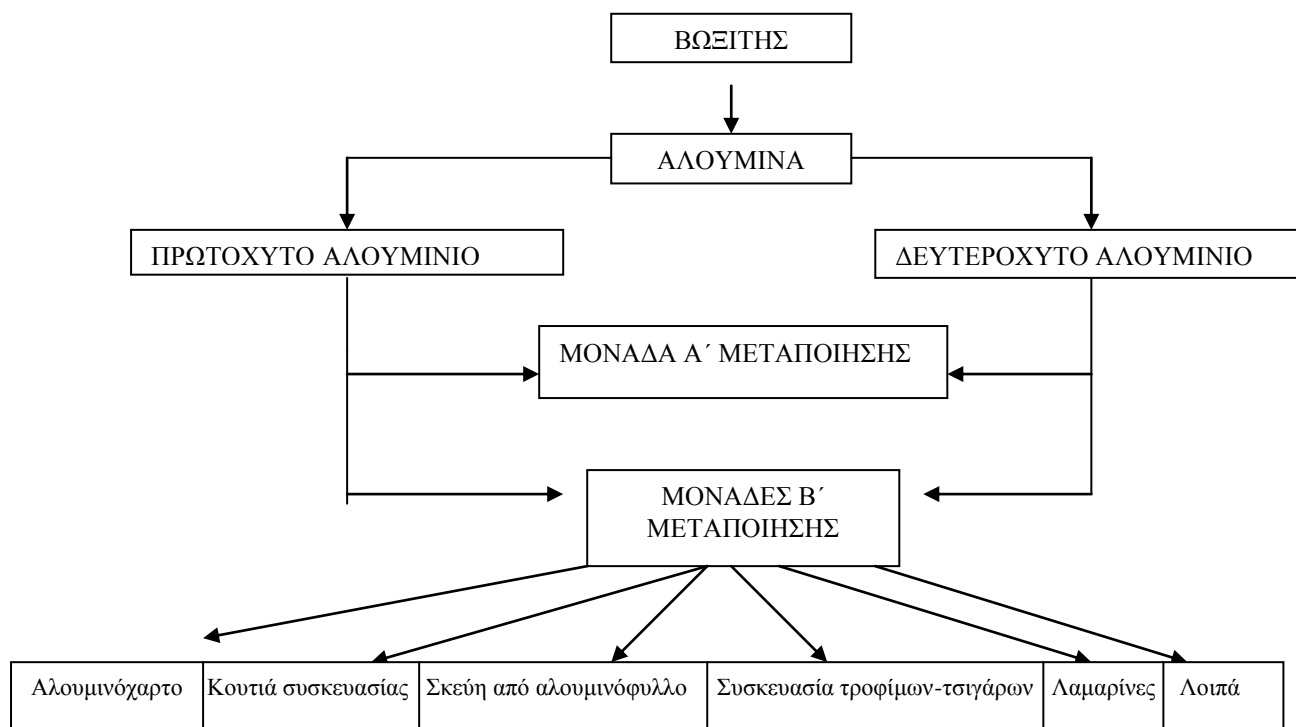 ΒΩΞΙΤΗΣ
ΑΛΟΥΜΙΝΑ
ΠΡΩΤΟΧΥΤΟ ΑΛΟΥΜΙΝΙΟ
ΔΕΥΤΕΡΟΧΥΤΟ ΑΛΟΥΜΙΝΙΟ
ΜΟΝΑΔΑ Α΄ ΜΕΤΑΠΟΙΗΣΗΣ
ΜΟΝΑΔΕΣ Β΄
ΜΕΤΑΠΟΙΗΣΗΣ
Αλουμινόχαρτο
Κουτιά συσκευασίας
Σκεύη από αλουμινόφυλλο
Συσκευασία τροφίμων-τσιγάρων
Λαμαρίνες
Λοιπά